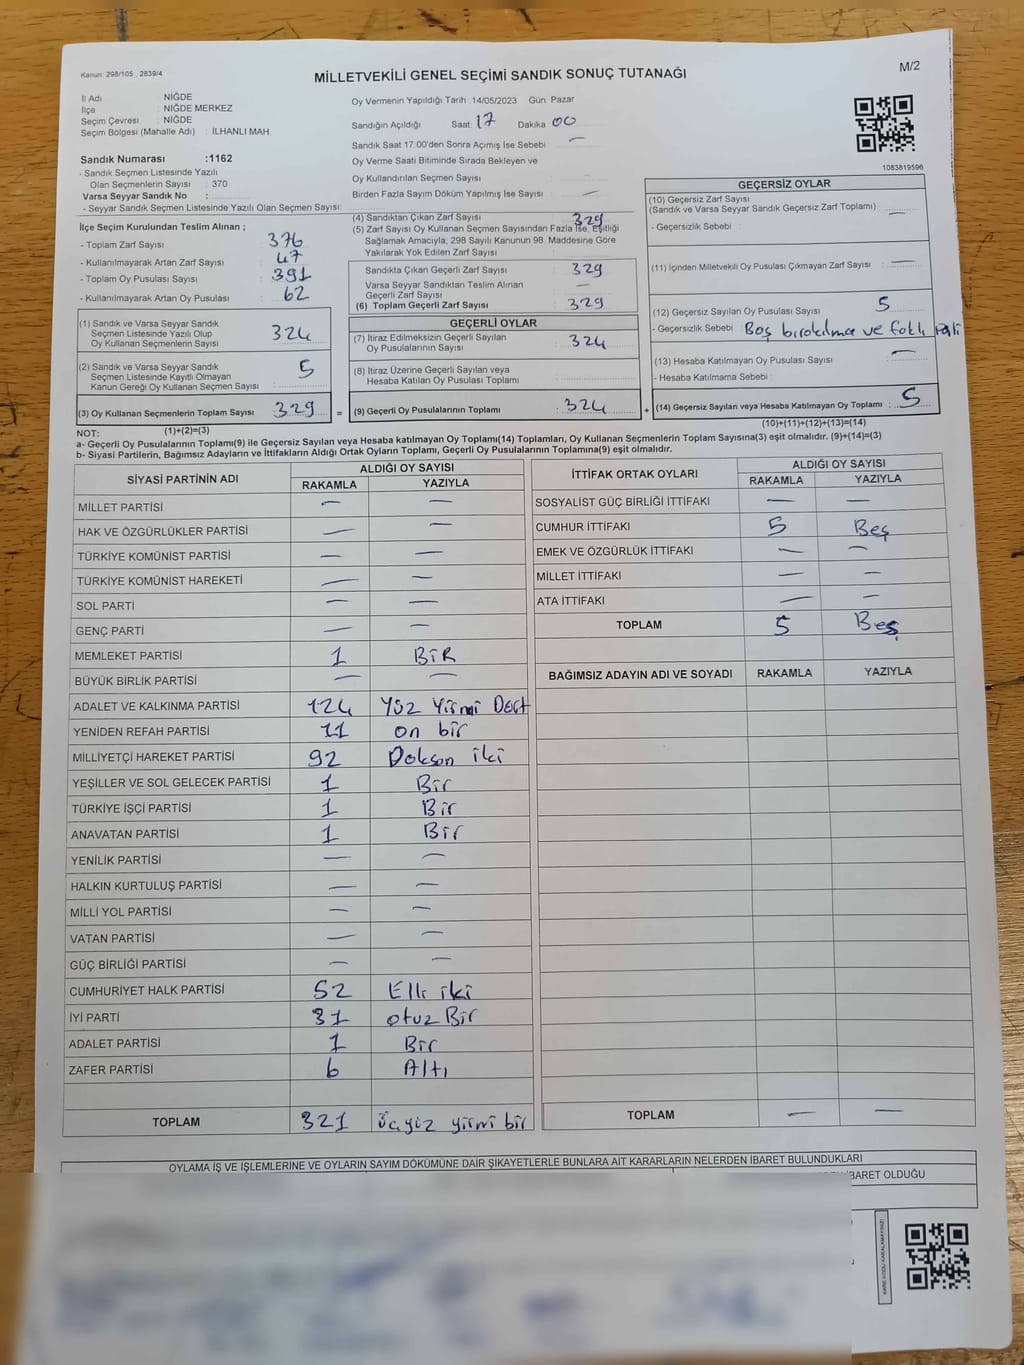 Kanun: 298/105 , 2839/4
MİLLETVEKİLİ GENEL SEÇİMİ SANDIK SONUÇ TUTANAĞI
M/2
İl Adı : NİĞDE
İlçe : NİĞDE MERKEZ
Seçim Çevresi : NİĞDE
Seçim Bölgesi (Mahalle Adı) : İLHANLI MAH.
Sandık Numarası :1162
- Sandık Seçmen Listesinde Yazılı
Olan Seçmenlerin Sayısı : 370
Varsa Seyyar Sandık No :
- Seyyar Sandık Seçmen Listesinde Yazılı Olan Seçmen Sayısı:
Oy Vermenin Yapıldığı Tarih :14/05/2023 Gün :Pazar
Sandığın Açıldığı Saat: 17 Dakika: 00
Sandık Saat 17:00'den Sonra Açımış İse Sebebi : —
Oy Verme Saati Bitiminde Sırada Bekleyen ve
Oy Kullandırılan Seçmen Sayısı : —
Birden Fazla Sayım Döküm Yapılmış İse Sayısı : —
1083819596
İlçe Seçim Kurulundan Teslim Alınan ;
- Toplam Zarf Sayısı : 376
- Kullanılmayarak Artan Zarf Sayısı : 47
- Toplam Oy Pusulası Sayısı : 391
- Kullanılmayarak Artan Oy Pusulası : 62
(1) Sandık ve Varsa Seyyar Sandık
Seçmen Listesinde Yazılı Olup
Oy Kullanan Seçmenlerin Sayısı : 324
(2) Sandık ve Varsa Seyyar Sandık
Seçmen Listesinde Kayıtlı Olmayan
Kanun Gereği Oy Kullanan Seçmen Sayısı : 5
(3) Oy Kullanan Seçmenlerin Toplam Sayısı : 329
(1)+(2)=(3)
(4) Sandıktan Çıkan Zarf Sayısı : 329
(5) Zarf Sayısı Oy Kullanan Seçmen Sayısından Fazla İse, Eşitliği
Sağlamak Amacıyla, 298 Sayılı Kanunun 98. Maddesine Göre
Yakılarak Yok Edilen Zarf Sayısı :
Sandıkta Çıkan Geçerli Zarf Sayısı : 329
Varsa Seyyar Sandıktan Teslim Alınan
Geçerli Zarf Sayısı : —
(6) Toplam Geçerli Zarf Sayısı : 329
GEÇERLİ OYLAR
(7) İtiraz Edilmeksizin Geçerli Sayılan
Oy Pusulalarının Sayısı : 324
(8) İtiraz Üzerine Geçerli Sayılan veya
Hesaba Katılan Oy Pusulası Toplamı :
= (9) Geçerli Oy Pusulalarının Toplamı : 324
GEÇERSİZ OYLAR
(10) Geçersiz Zarf Sayısı
(Sandık ve Varsa Seyyar Sandık Geçersiz Zarf Toplamı) : —
- Geçersizlik Sebebi :
(11) İçinden Milletvekili Oy Pusulası Çıkmayan Zarf Sayısı : —
(12) Geçersiz Sayılan Oy Pusulası Sayısı : 5
- Geçersizlik Sebebi : Boş bırakılma ve
(13) Hesaba Katılmayan Oy Pusulası Sayısı : —
- Hesaba Katılmama Sebebi :
+ (14) Geçersiz Sayılan veya Hesaba Katılmayan Oy Toplamı : 5
(10)+(11)+(12)+(13)=(14)
NOT:
a- Geçerli Oy Pusulalarının Toplamı(9) ile Geçersiz Sayılan veya Hesaba katılmayan Oy Toplamı(14) Toplamları, Oy Kullanan Seçmenlerin Toplam Sayısına(3) eşit olmalıdır. (9)+(14)=(3)
b- Siyasi Partilerin, Bağımsız Adayların ve İttifakların Aldığı Ortak Oyların Toplamı, Geçerli Oy Pusulalarının Toplamına(9) eşit olmalıdır.
SİYASİ PARTİNİN ADI ALDIĞI OY SAYISI
RAKAMLA YAZIYLA
MİLLET PARTİSİ — —
HAK VE ÖZGÜRLÜKLER PARTİSİ — —
TÜRKİYE KOMÜNİST PARTİSİ — —
TÜRKİYE KOMÜNİST HAREKETİ — —
SOL PARTİ — —
GENÇ PARTİ — —
MEMLEKET PARTİSİ 1 BİR
BÜYÜK BİRLİK PARTİSİ — —
ADALET VE KALKINMA PARTİSİ 124 Yüz Yirmi Dört
YENİDEN REFAH PARTİSİ 11 on bir
MİLLİYETÇİ HAREKET PARTİSİ 92 Doksan iki
YEŞİLLER VE SOL GELECEK PARTİSİ 1 Bir
TÜRKİYE İŞÇİ PARTİSİ 1 Bir
ANAVATAN PARTİSİ 1 Bir
YENİLİK PARTİSİ — —
HALKIN KURTULUŞ PARTİSİ — —
MİLLİ YOL PARTİSİ — —
VATAN PARTİSİ — —
GÜÇ BİRLİĞİ PARTİSİ — —
CUMHURİYET HALK PARTİSİ 52 Elli iki
İYİ PARTİ 31 otuz Bir
ADALET PARTİSİ 1 Bir
ZAFER PARTİSİ 6 Altı
TOPLAM 321 üçyüz yirmi bir
İTTİFAK ORTAK OYLARI ALDIĞI OY SAYISI
RAKAMLA YAZIYLA
SOSYALİST GÜÇ BİRLİĞİ İTTİFAKI — —
CUMHUR İTTİFAKI 5 Beş
EMEK VE ÖZGÜRLÜK İTTİFAKI — —
MİLLET İTTİFAKI — —
ATA İTTİFAKI — —
TOPLAM 5 Beş
BAĞIMSIZ ADAYIN ADI VE SOYADI RAKAMLA YAZIYLA
TOPLAM — —
OYLAMA İŞ VE İŞLEMLERİNE VE OYLARIN SAYIM DÖKÜMÜNE DAİR ŞİKAYETLERLE BUNLARA AİT KARARLARIN NELERDEN İBARET BULUNDUKLARI
İBARET OLDUĞU